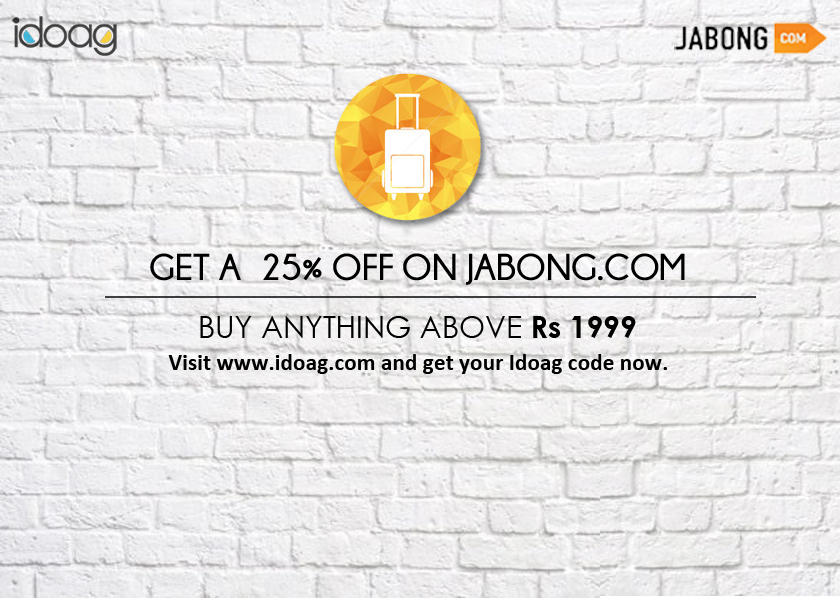 idoag
JABONG COM
GET A 25% OFF ON JABONG.COM
BUY ANYTHING ABOVE Rs 1999
Visit www.idoag.com and get your Idoag code now.